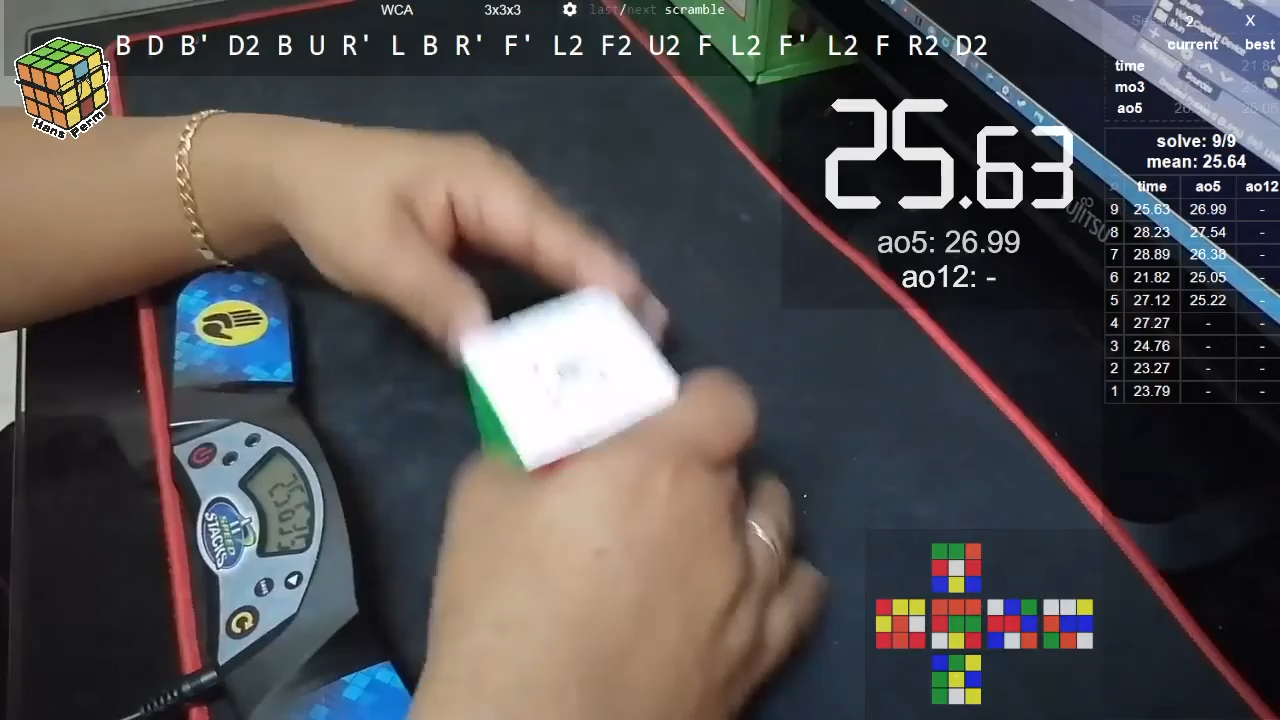 WCA 3x3x3 last/next scramble
B D B' D2 B U R' L B R' F' L2 F2 U2 F L2 F' L2 F R2 D2
Hans Perm
2 X
current best
time
mo3
ao5
25.63
ao5: 26.99
ao12: -
solve: 9/9
mean: 25.64
time ao5 ao12
9 25.63 26.99 -
8 28.23 27.54 -
7 28.89 26.38 -
6 21.82 25.05 -
5 27.12 25.22 -
4 27.27 - -
3 24.76 - -
2 23.27 - -
1 23.79 - -
FUJITSU
SPEED
STACKS